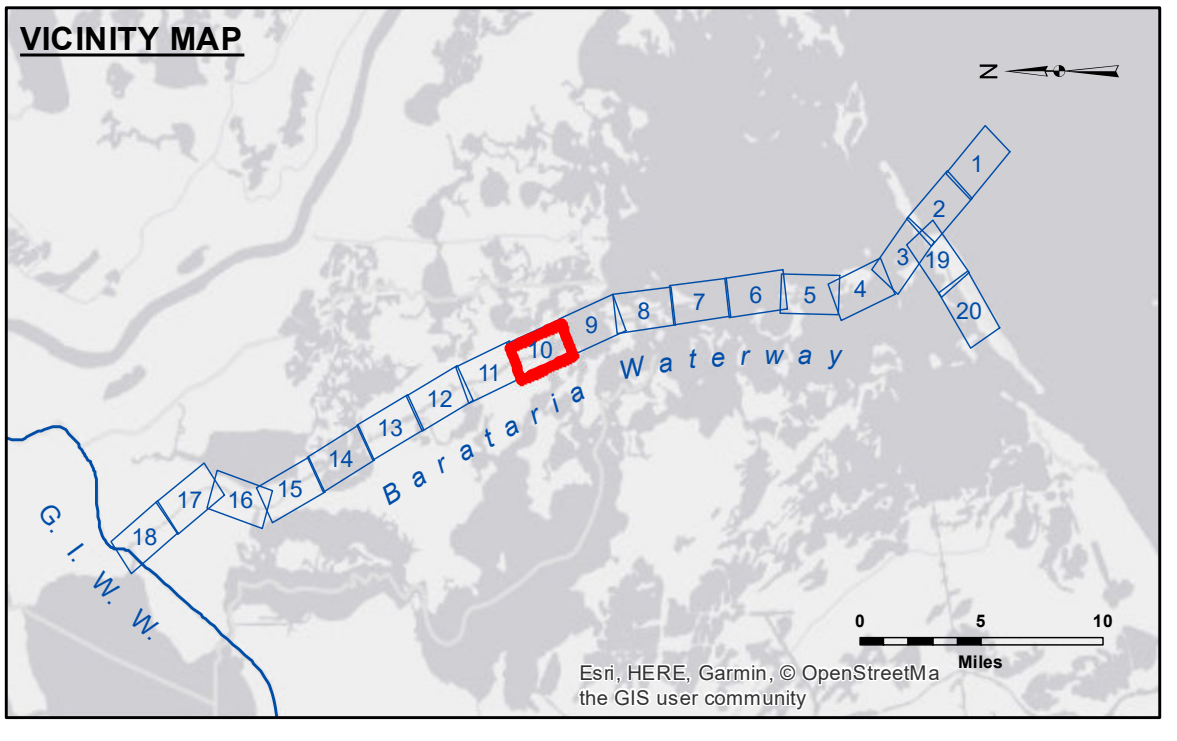 VICINITY MAP
N
1
2
3
19
4
5
6
7
8
20
9
10
11
12
13
14
15
16
17
18
Barataria Waterway
G. I. W. W.
0 5 10
Miles
Esri, HERE, Garmin, © OpenStreetMa
the GIS user community